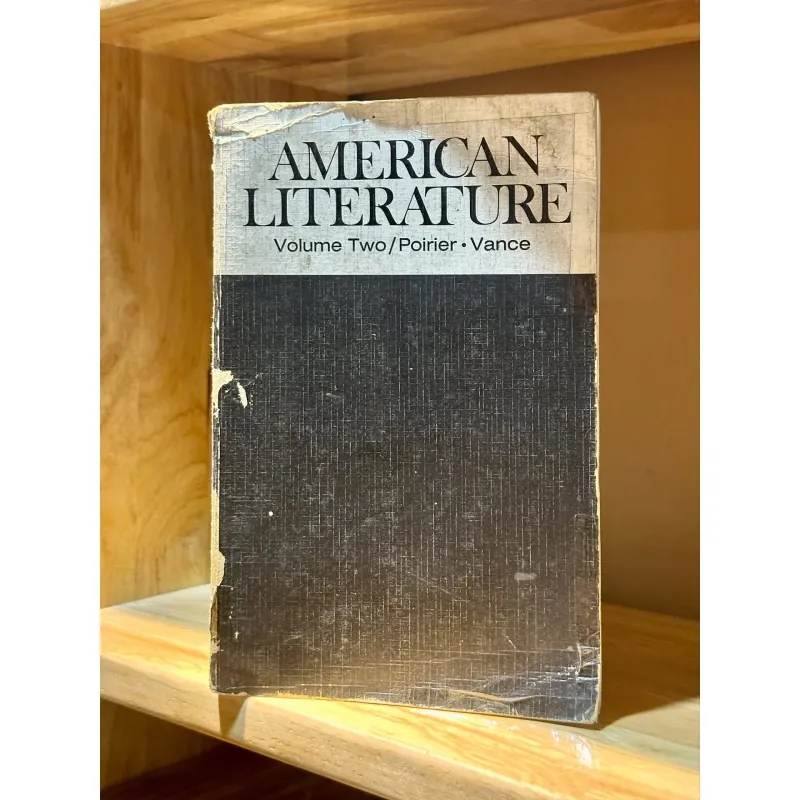 AMERICAN
LITERATURE
Volume Two/Poirier • Vance